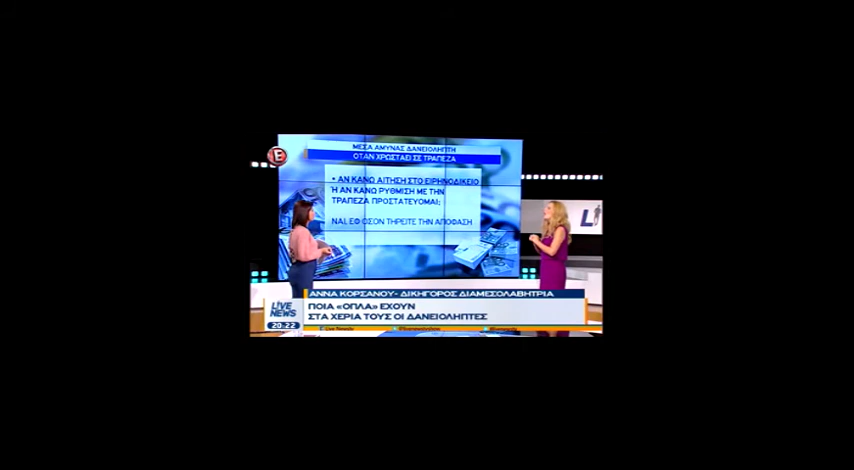 E
ΜΕΣΑ ΑΜΥΝΑΣ ΔΑΝΕΙΟΛΗΠΤΗ
ΟΤΑΝ ΧΡΩΣΤΑΕΙ ΣΕ ΤΡΑΠΕΖΑ
• ΑΝ ΚΑΝΩ ΑΙΤΗΣΗ ΣΤΟ ΕΙΡΗΝΟΔΙΚΕΙΟ
Ή ΑΝ ΚΑΝΩ ΡΥΘΜΙΣΗ ΜΕ ΤΗΝ
ΤΡΑΠΕΖΑ ΠΡΟΣΤΑΤΕΥΟΜΑΙ;
ΝΑΙ, ΕΦ ΟΣΟΝ ΤΗΡΕΙΤΕ ΤΗΝ ΑΠΟΦΑΣΗ
L
ΑΝΝΑ ΚΟΡΣΑΝΟΥ- ΔΙΚΗΓΟΡΟΣ ΔΙΑΜΕΣΟΛΑΒΗΤΡΙΑ
LIVE
NEWS
20:22
ΠΟΙΑ «ΟΠΛΑ» ΕΧΟΥΝ
ΣΤΑ ΧΕΡΙΑ ΤΟΥΣ ΟΙ ΔΑΝΕΙΟΛΗΠΤΕΣ